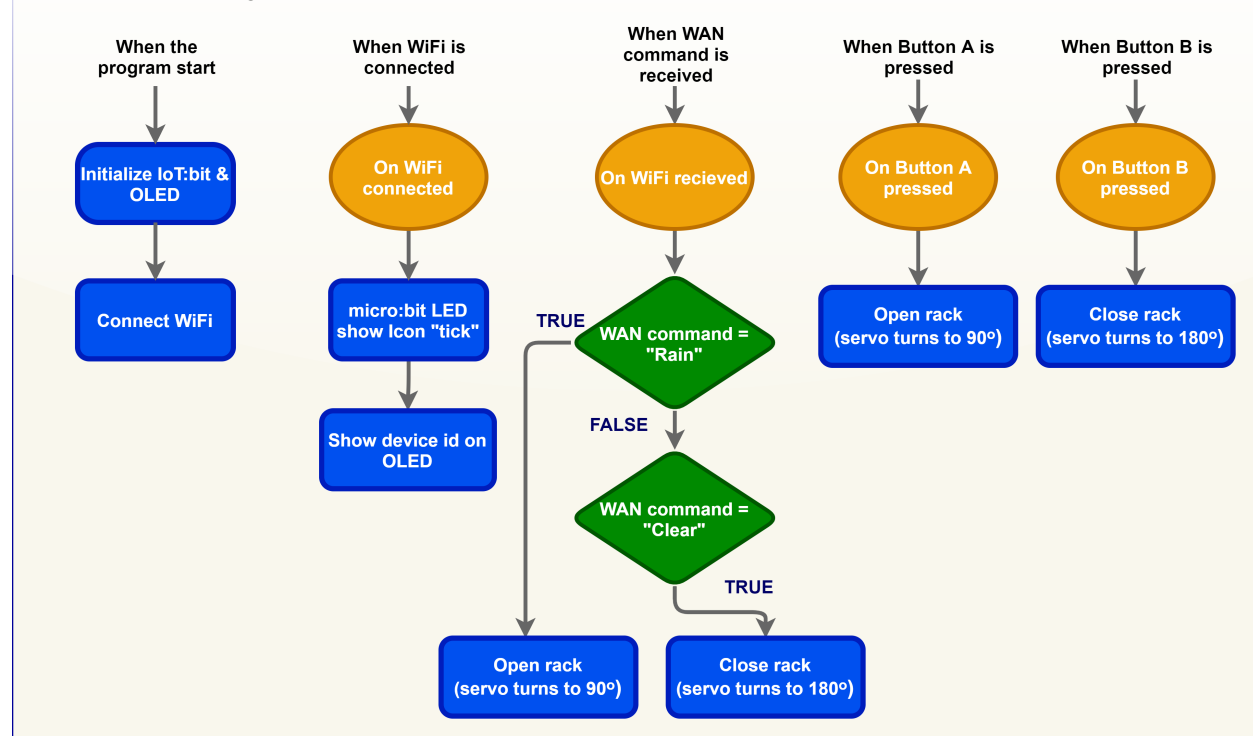 When the
program start
When WiFi is
connected
When WAN
command is
received
When Button A is
pressed
When Button B is
pressed
Initialize IoT:bit &
OLED
Connect WiFi
On WiFi
connected
micro:bit LED
show Icon "tick"
Show device id on
OLED
On WiFi recieved
TRUE
WAN command =
"Rain"
FALSE
WAN command =
"Clear"
TRUE
Open rack
(servo turns to 90º)
Close rack
(servo turns to 180º)
On Button A
pressed
Open rack
(servo turns to 90º)
On Button B
pressed
Close rack
(servo turns to 180º)